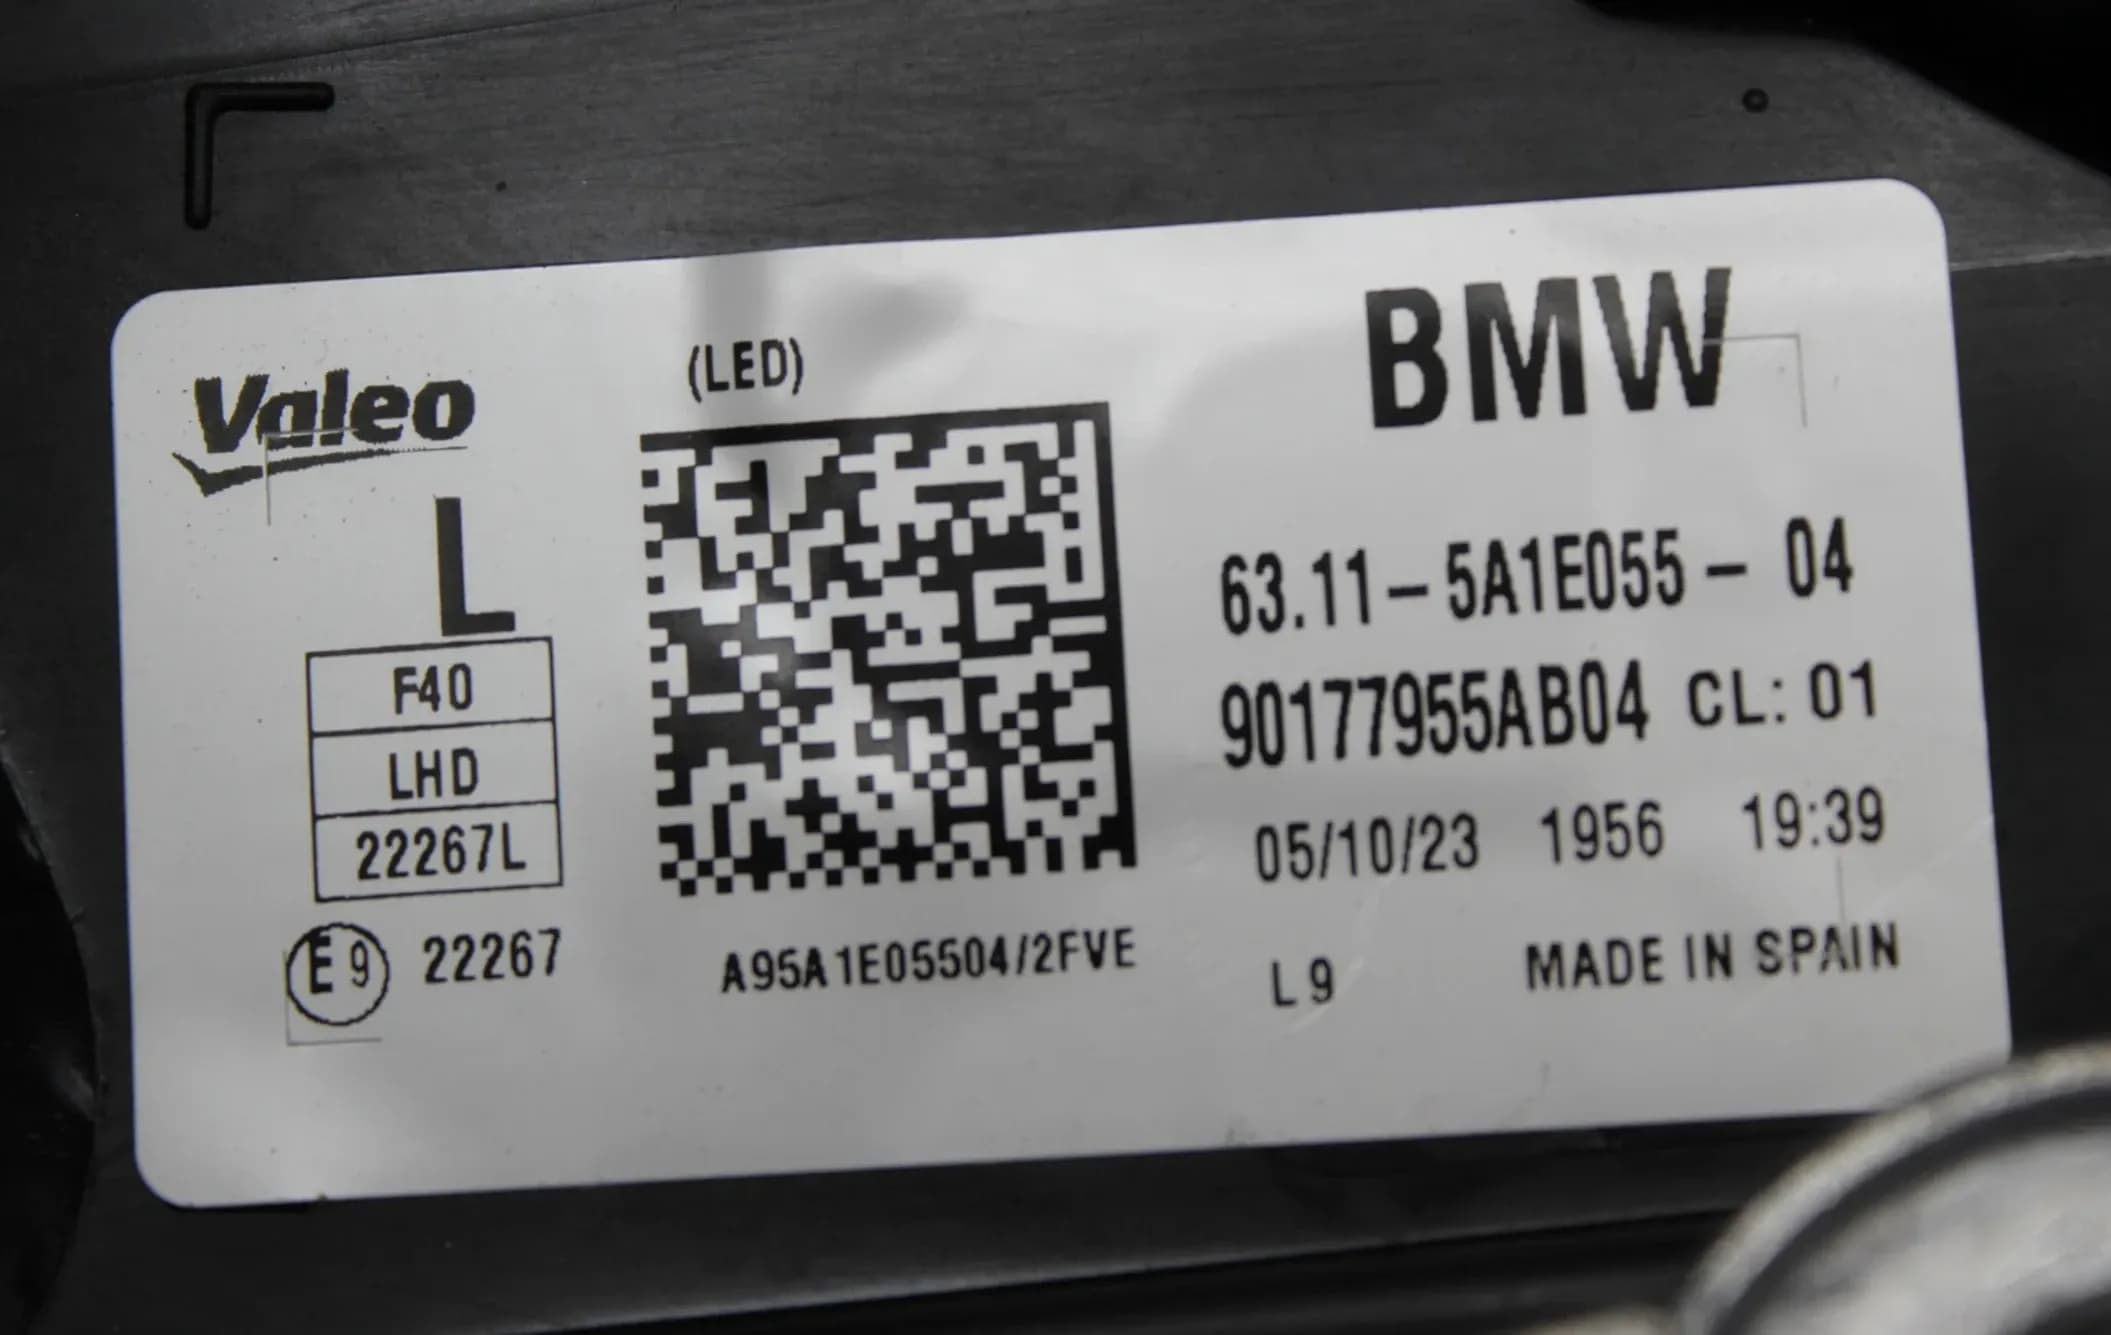 Valeo
(LED)
BMW
L
F40
LHD
22267L
E9 22267
A95A1E05504/2FVE
63.11-5A1E055-04
90177955AB04 CL: 01
05/10/23 1956 19:39
L9 MADE IN SPAIN